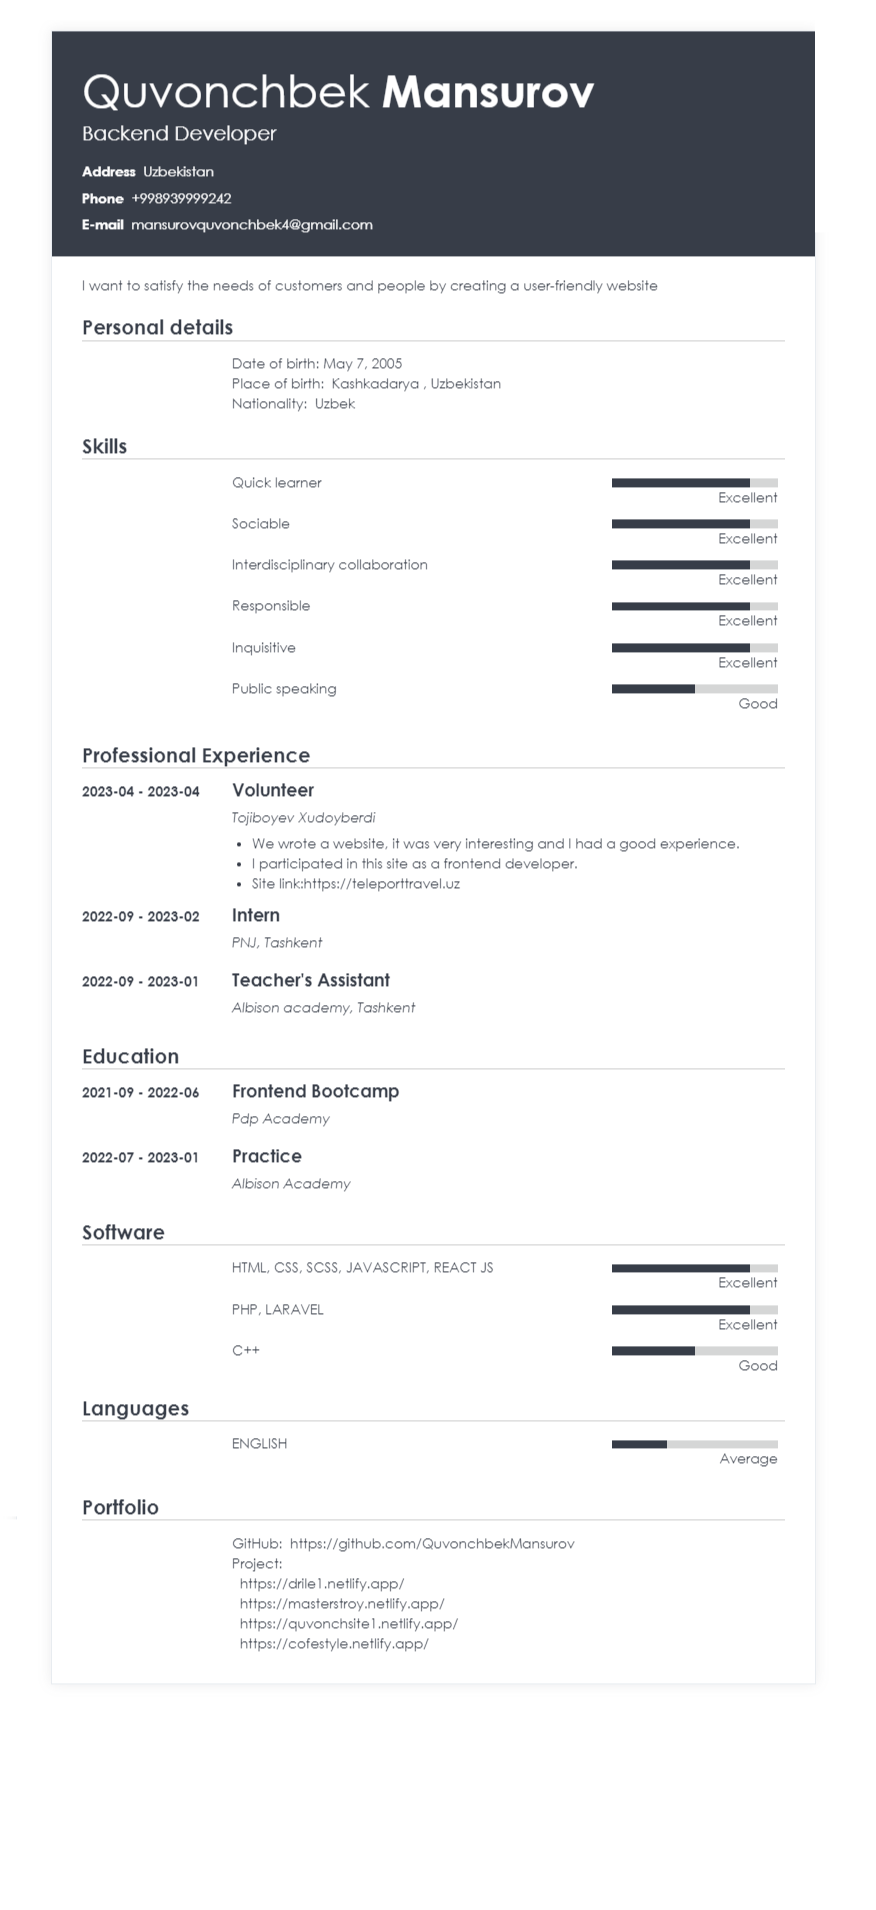 Quvonchbek Mansurov
Backend Developer
Address Uzbekistan
Phone +998939999242
E-mail mansurovquvonchbek4@gmail.com
I want to satisfy the needs of customers and people by creating a user-friendly website
Personal details
Date of birth: May 7, 2005
Place of birth: Kashkadarya , Uzbekistan
Nationality: Uzbek
Skills
Quick learner
Excellent
Sociable
Excellent
Interdisciplinary collaboration
Excellent
Responsible
Excellent
Inquisitive
Excellent
Public speaking
Good
Professional Experience
2023-04 - 2023-04 Volunteer
Tojiboyev Xudoyberdi
• We wrote a website, it was very interesting and I had a good experience.
• I participated in this site as a frontend developer.
• Site link:https://teleporttravel.uz
2022-09 - 2023-02 Intern
PNJ, Tashkent
2022-09 - 2023-01 Teacher's Assistant
Albison academy, Tashkent
Education
2021-09 - 2022-06 Frontend Bootcamp
Pdp Academy
2022-07 - 2023-01 Practice
Albison Academy
Software
HTML, CSS, SCSS, JAVASCRIPT, REACT JS
Excellent
PHP, LARAVEL
Excellent
C++
Good
Languages
ENGLISH
Average
Portfolio
GitHub: https://github.com/QuvonchbekMansurov
Project:
https://drile1.netlify.app/
https://masterstroy.netlify.app/
https://quvonchsite1.netlify.app/
https://cofestyle.netlify.app/